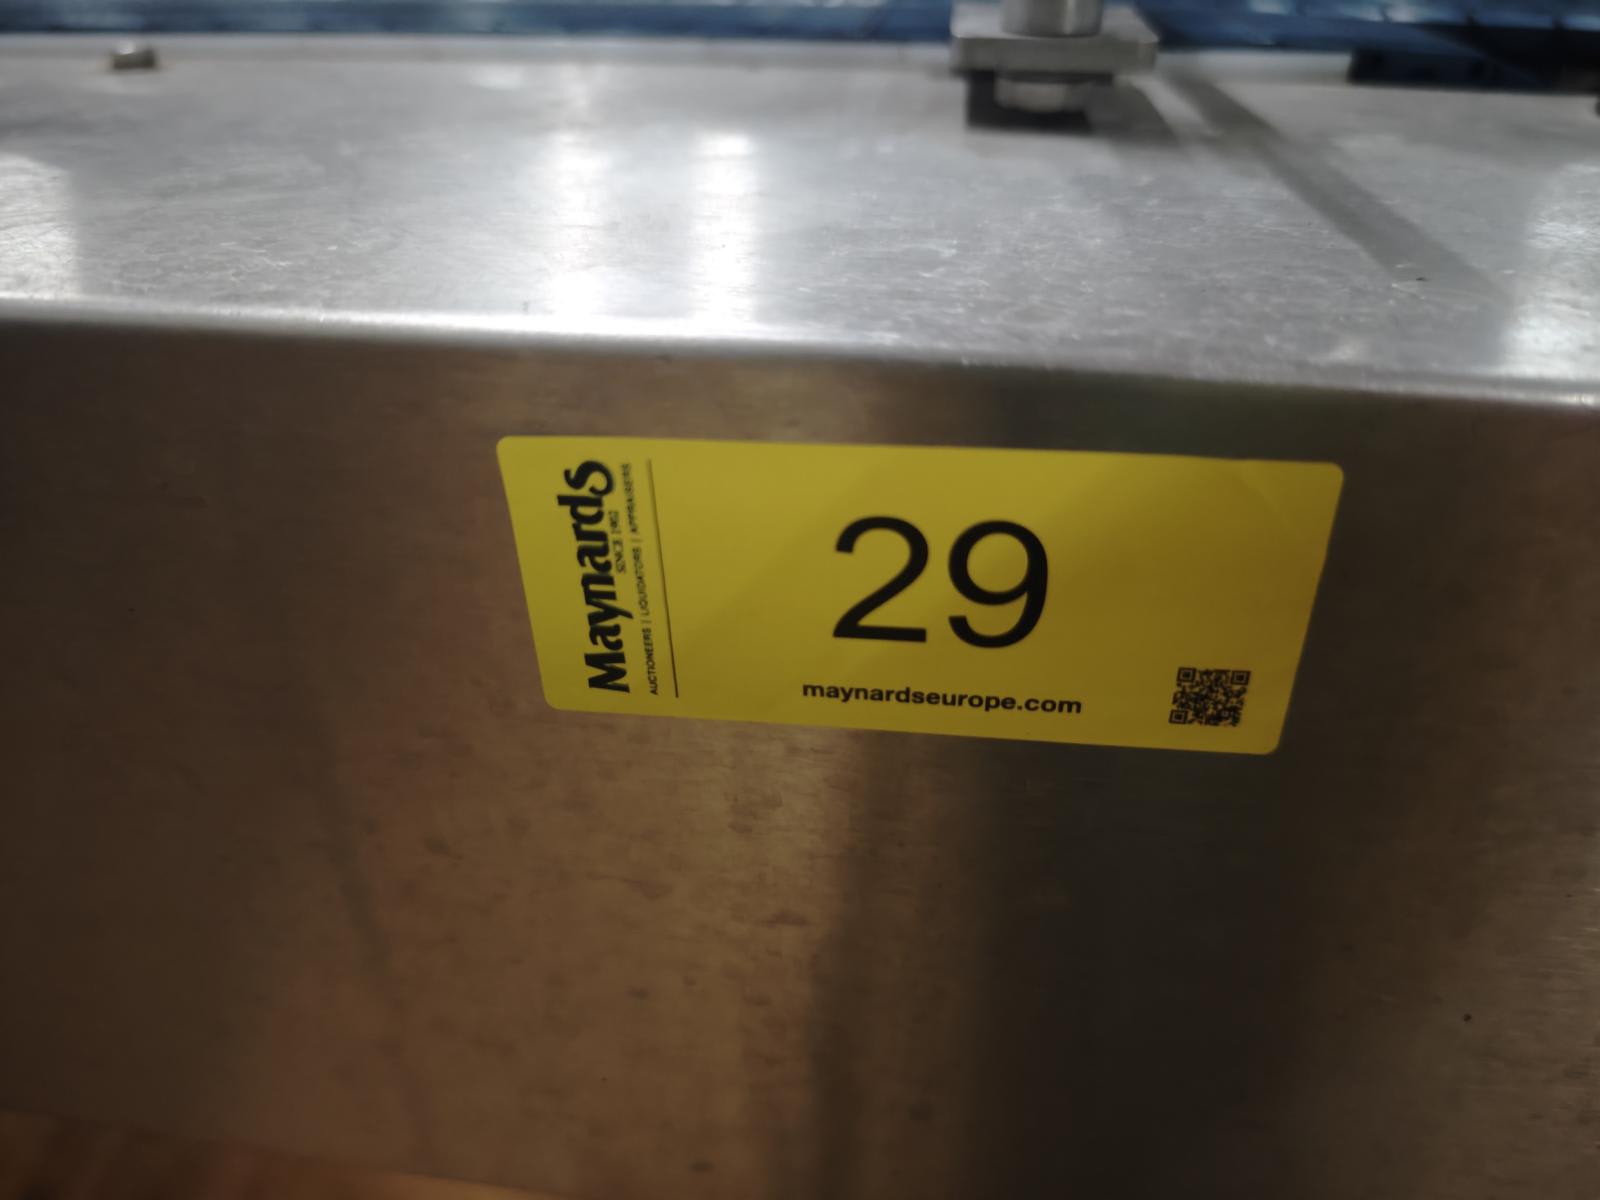 Maynards
SINCE 1902
AUCTIONEERS | LIQUIDATORS | APPRAISERS
29
maynardseurope.com